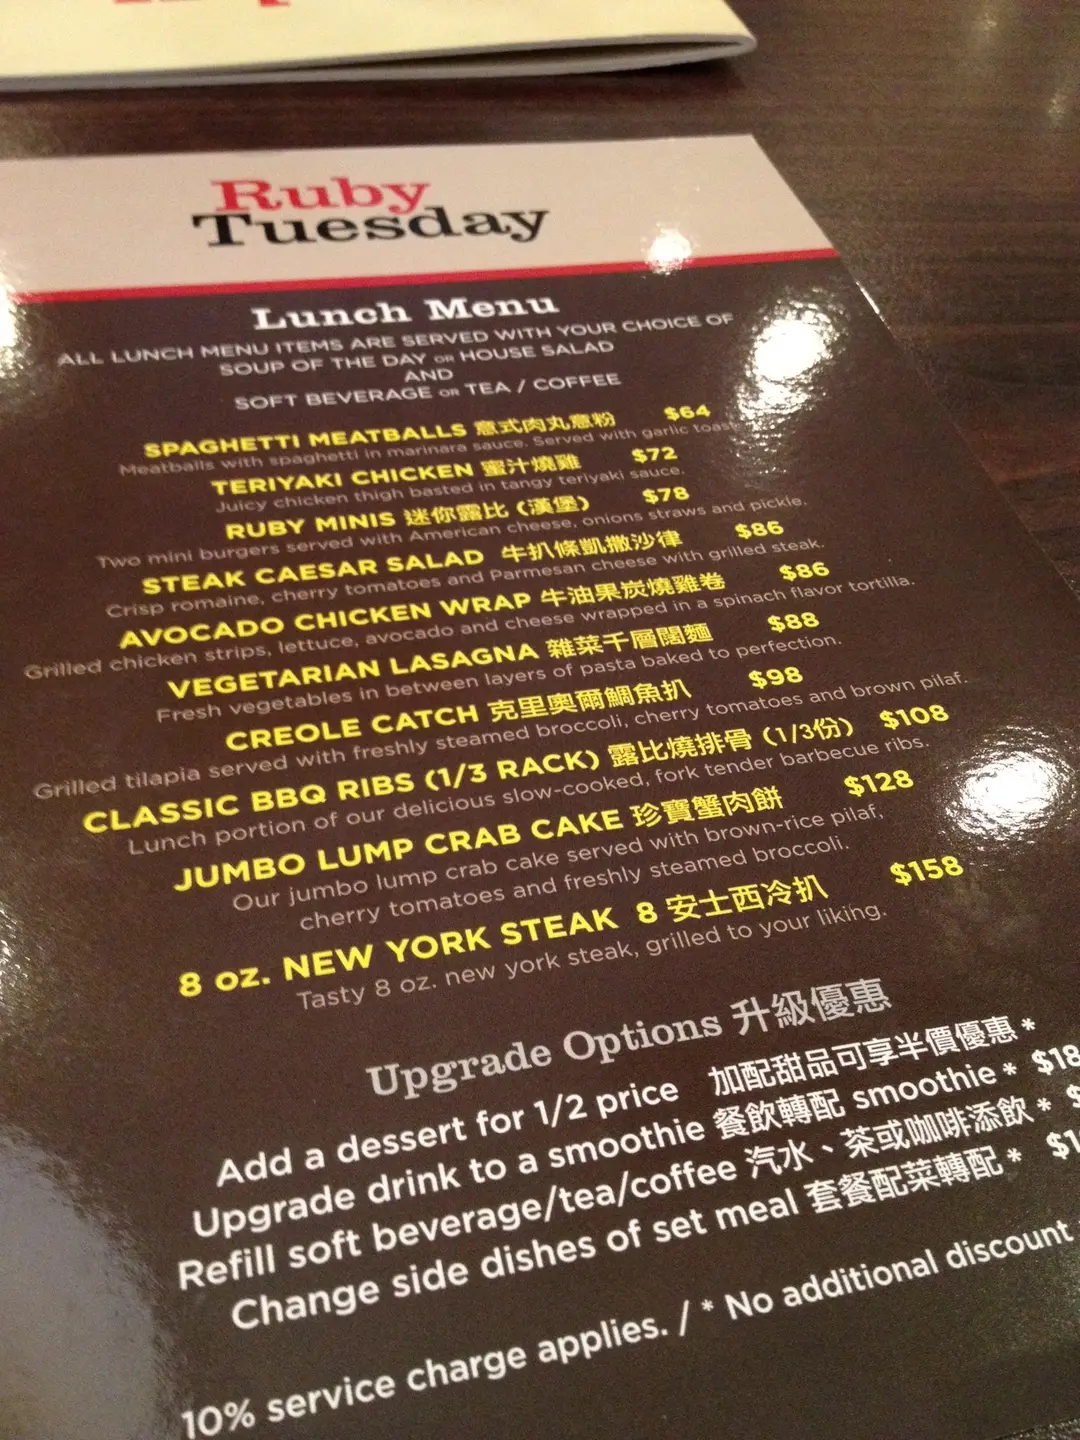 Ruby
Tuesday
Lunch Menu
ALL LUNCH MENU ITEMS ARE SERVED WITH YOUR CHOICE OF
SOUP OF THE DAY OR HOUSE SALAD
AND
SOFT BEVERAGE OR TEA / COFFEE
SPAGHETTI MEATBALLS 意式肉丸意粉 $64
Meatballs with spaghetti in marinara sauce. Served with garlic toast
TERIYAKI CHICKEN 蜜汁燒雞 $72
Juicy chicken thigh basted in tangy teriyaki sauce.
RUBY MINIS 迷你露比 (漢堡) $78
Two mini burgers served with American cheese, onions straws and pickle.
STEAK CAESAR SALAD 牛扒條凱撒沙律 $86
Crisp romaine, cherry tomatoes and Parmesan cheese with grilled steak.
AVOCADO CHICKEN WRAP 牛油果炭燒雞卷 $86
Grilled chicken strips, lettuce, avocado and cheese wrapped in a spinach flavor tortilla.
VEGETARIAN LASAGNA 雜菜千層闊麵 $88
Fresh vegetables in between layers of pasta baked to perfection.
CREOLE CATCH 克里奧爾鯛魚扒 $98
Grilled tilapia served with freshly steamed broccoli, cherry tomatoes and brown pilaf.
CLASSIC BBQ RIBS (1/3 RACK) 露比燒排骨 (1/3份) $108
Lunch portion of our delicious slow-cooked, fork tender barbecue ribs.
JUMBO LUMP CRAB CAKE 珍寶蟹肉餅 $128
Our jumbo lump crab cake served with brown-rice pilaf,
cherry tomatoes and freshly steamed broccoli.
8 oz. NEW YORK STEAK 8 安士西冷扒 $158
Tasty 8 oz. new york steak, grilled to your liking.
Upgrade Options 升級優惠
Add a dessert for 1/2 price 加配甜品可享半價優惠*
Upgrade drink to a smoothie 餐飲轉配 smoothie*
Refill soft beverage/tea/coffee 汽水、茶或咖啡添飲*
Change side dishes of set meal 套餐配菜轉配*
10% service charge applies. / * No additional discount